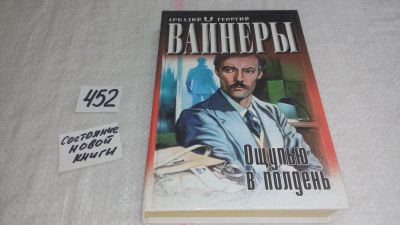 АРКАДИЙ И ГЕОРГИЙ
ВАЙНЕРЫ
Ощупью
в полдень
452
Состояние
новой
книги